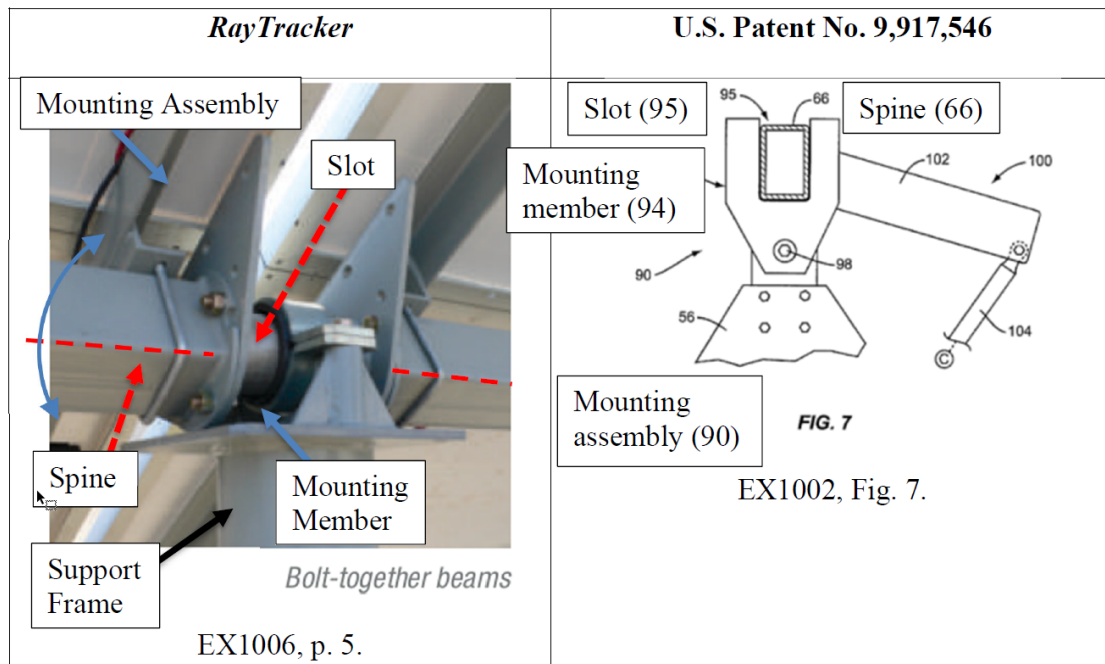 RayTracker
U.S. Patent No. 9,917,546
Mounting Assembly
Slot
Spine
Mounting
Member
Support
Frame
Bolt-together beams
EX1006, p. 5.
Slot (95)
95
66
Spine (66)
Mounting
member (94)
102
100
90
98
56
104
C
Mounting
assembly (90)
FIG. 7
EX1002, Fig. 7.